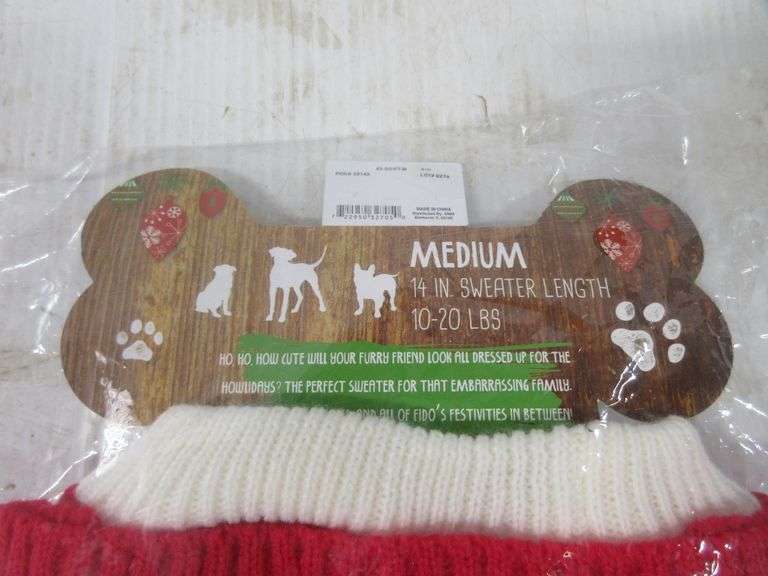 MADE IN CHINA
MEDIUM
14 IN. SWEATER LENGTH
10-20 LBS
HO, HO, HOW CUTE WILL YOUR FURRY FRIEND LOOK ALL DRESSED UP FOR THE
HOWLIDAYS? THE PERFECT SWEATER FOR THAT EMBARRASSING FAMILY
AND ALL OF FIDO'S FESTIVITIES IN BETWEEN!